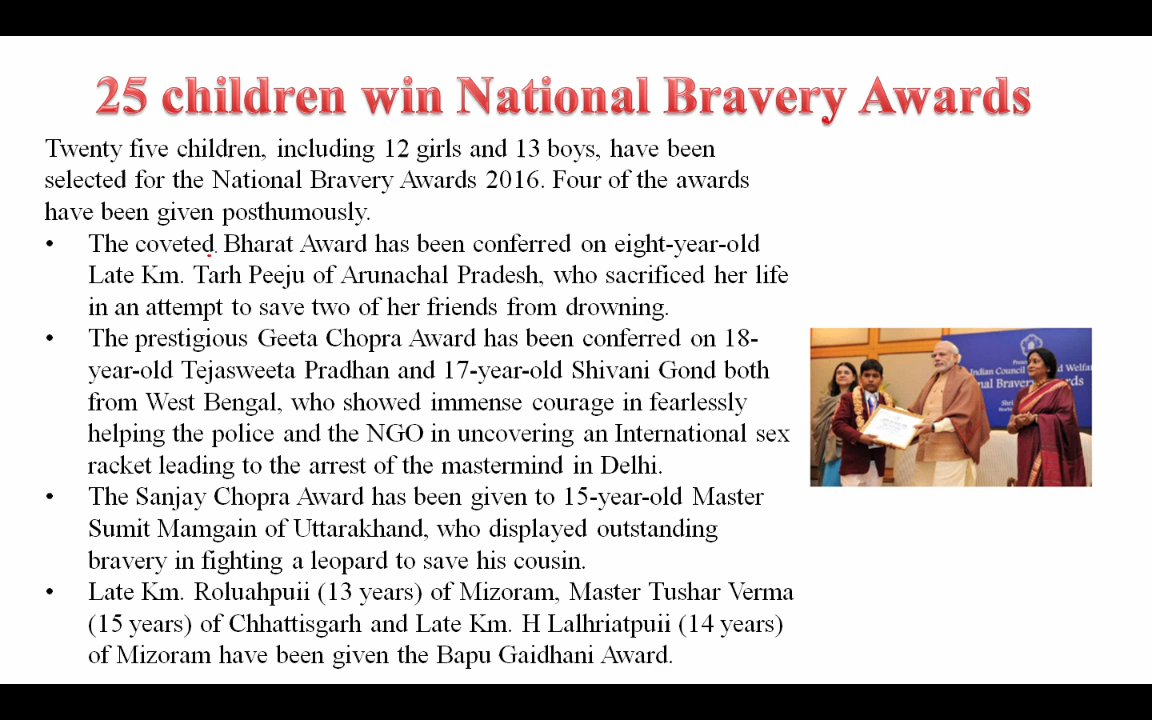 25 children win National Bravery Awards
Twenty five children, including 12 girls and 13 boys, have been
selected for the National Bravery Awards 2016. Four of the awards
have been given posthumously.
• The coveted Bharat Award has been conferred on eight-year-old
Late Km. Tarh Peeju of Arunachal Pradesh, who sacrificed her life
in an attempt to save two of her friends from drowning.
• The prestigious Geeta Chopra Award has been conferred on 18-
year-old Tejasweeta Pradhan and 17-year-old Shivani Gond both
from West Bengal, who showed immense courage in fearlessly
helping the police and the NGO in uncovering an International sex
racket leading to the arrest of the mastermind in Delhi.
• The Sanjay Chopra Award has been given to 15-year-old Master
Sumit Mamgain of Uttarakhand, who displayed outstanding
bravery in fighting a leopard to save his cousin.
• Late Km. Roluahpuii (13 years) of Mizoram, Master Tushar Verma
(15 years) of Chhattisgarh and Late Km. H Lalhriatpuii (14 years)
of Mizoram have been given the Bapu Gaidhani Award.
Indian Council
Welfar
nal Bravery
Shri